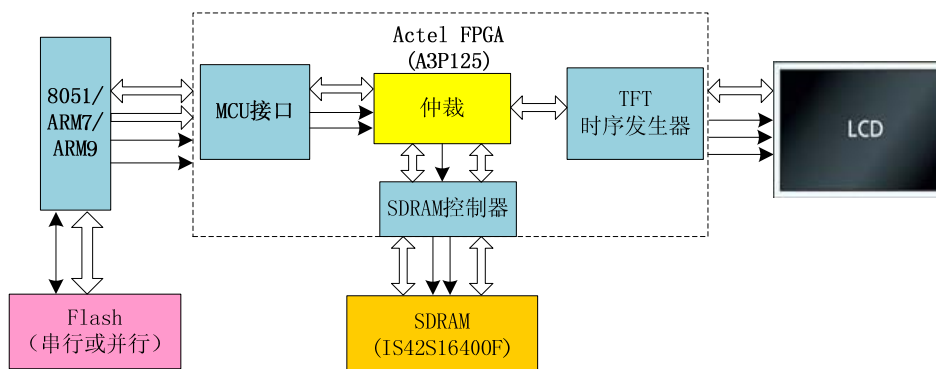 Actel FPGA
(A3P125)
8051/
ARM7/
ARM9
MCU接口
仲裁
TFT
时序发生器
LCD
SDRAM控制器
Flash
(串行或并行)
SDRAM
(IS42S16400F)